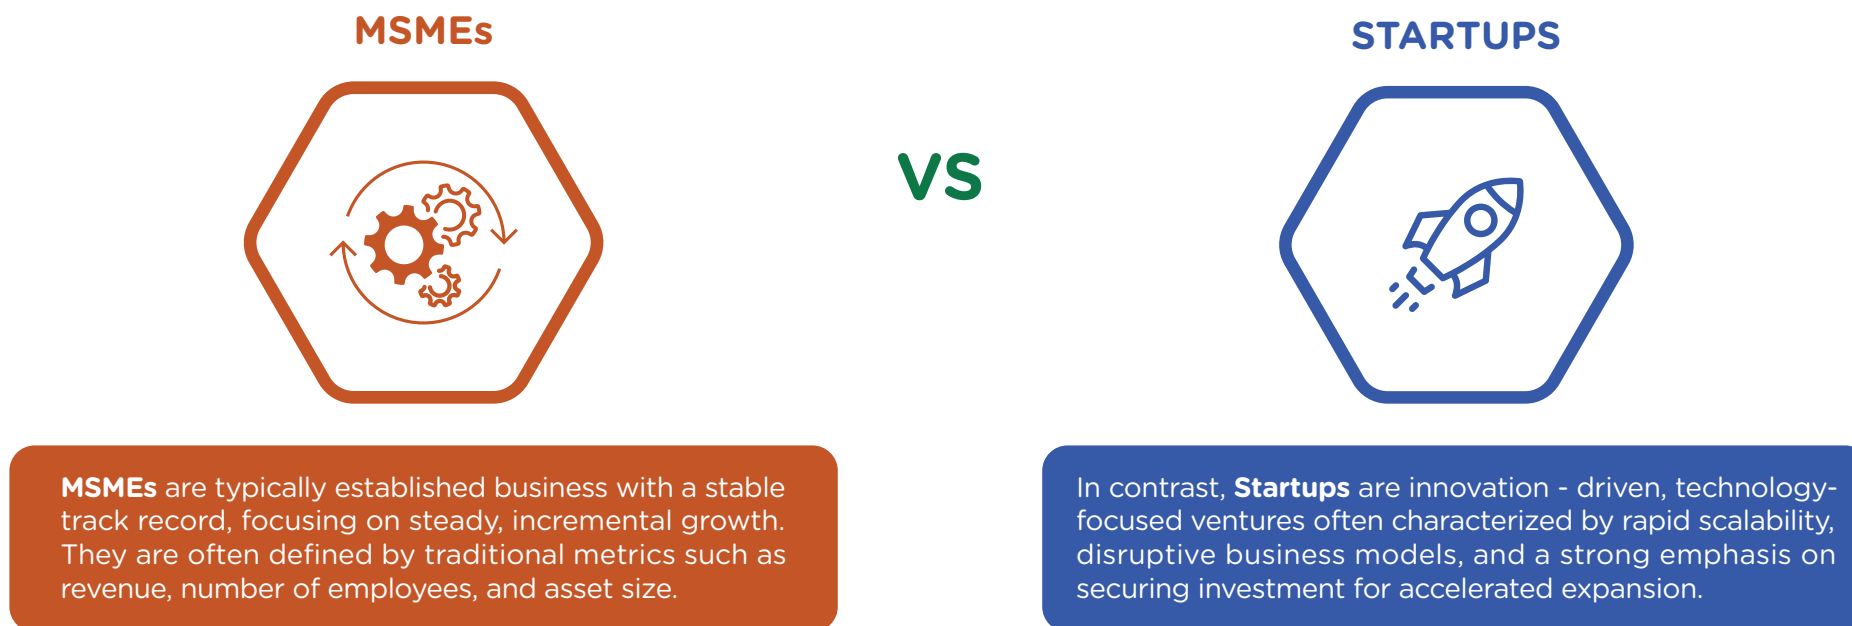 MSMEs
MSMEs are typically established business with a stable
track record, focusing on steady, incremental growth.
They are often defined by traditional metrics such as
revenue, number of employees, and asset size.
VS
STARTUPS
In contrast, Startups are innovation - driven, technology-
focused ventures often characterized by rapid scalability,
disruptive business models, and a strong emphasis on
securing investment for accelerated expansion.